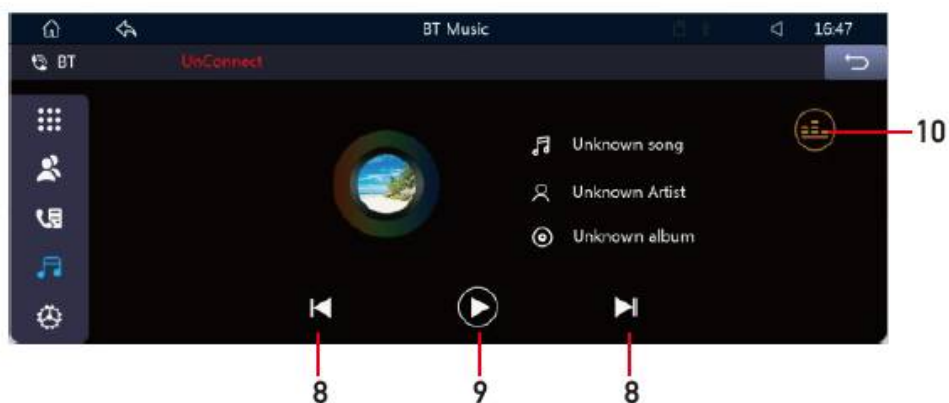 BT Music
16:47
BT
UnConnect
Unknown song
10
Unknown Artist
Unknown album
8
9
8